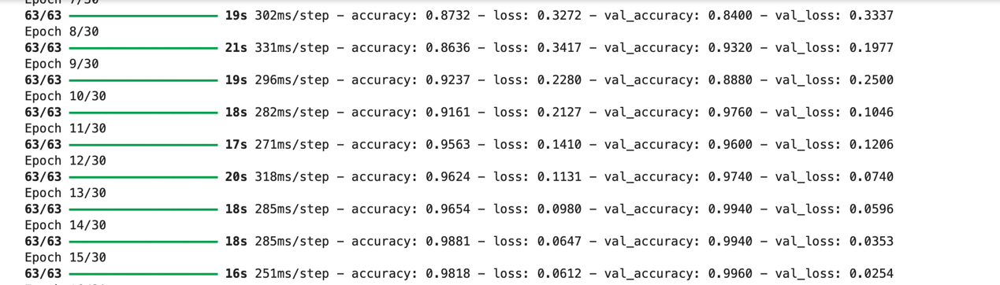 Epoch 7/30
63/63 19s 302ms/step - accuracy: 0.8732 - loss: 0.3272 - val_accuracy: 0.8400 - val_loss: 0.3337
Epoch 8/30
63/63 21s 331ms/step - accuracy: 0.8636 - loss: 0.3417 - val_accuracy: 0.9320 - val_loss: 0.1977
Epoch 9/30
63/63 19s 296ms/step - accuracy: 0.9237 - loss: 0.2280 - val_accuracy: 0.8880 - val_loss: 0.2500
Epoch 10/30
63/63 18s 282ms/step - accuracy: 0.9161 - loss: 0.2127 - val_accuracy: 0.9760 - val_loss: 0.1046
Epoch 11/30
63/63 17s 271ms/step - accuracy: 0.9563 - loss: 0.1410 - val_accuracy: 0.9600 - val_loss: 0.1206
Epoch 12/30
63/63 20s 318ms/step - accuracy: 0.9624 - loss: 0.1131 - val_accuracy: 0.9740 - val_loss: 0.0740
Epoch 13/30
63/63 18s 285ms/step - accuracy: 0.9654 - loss: 0.0980 - val_accuracy: 0.9940 - val_loss: 0.0596
Epoch 14/30
63/63 18s 285ms/step - accuracy: 0.9881 - loss: 0.0647 - val_accuracy: 0.9940 - val_loss: 0.0353
Epoch 15/30
63/63 16s 251ms/step - accuracy: 0.9818 - loss: 0.0612 - val_accuracy: 0.9960 - val_loss: 0.0254